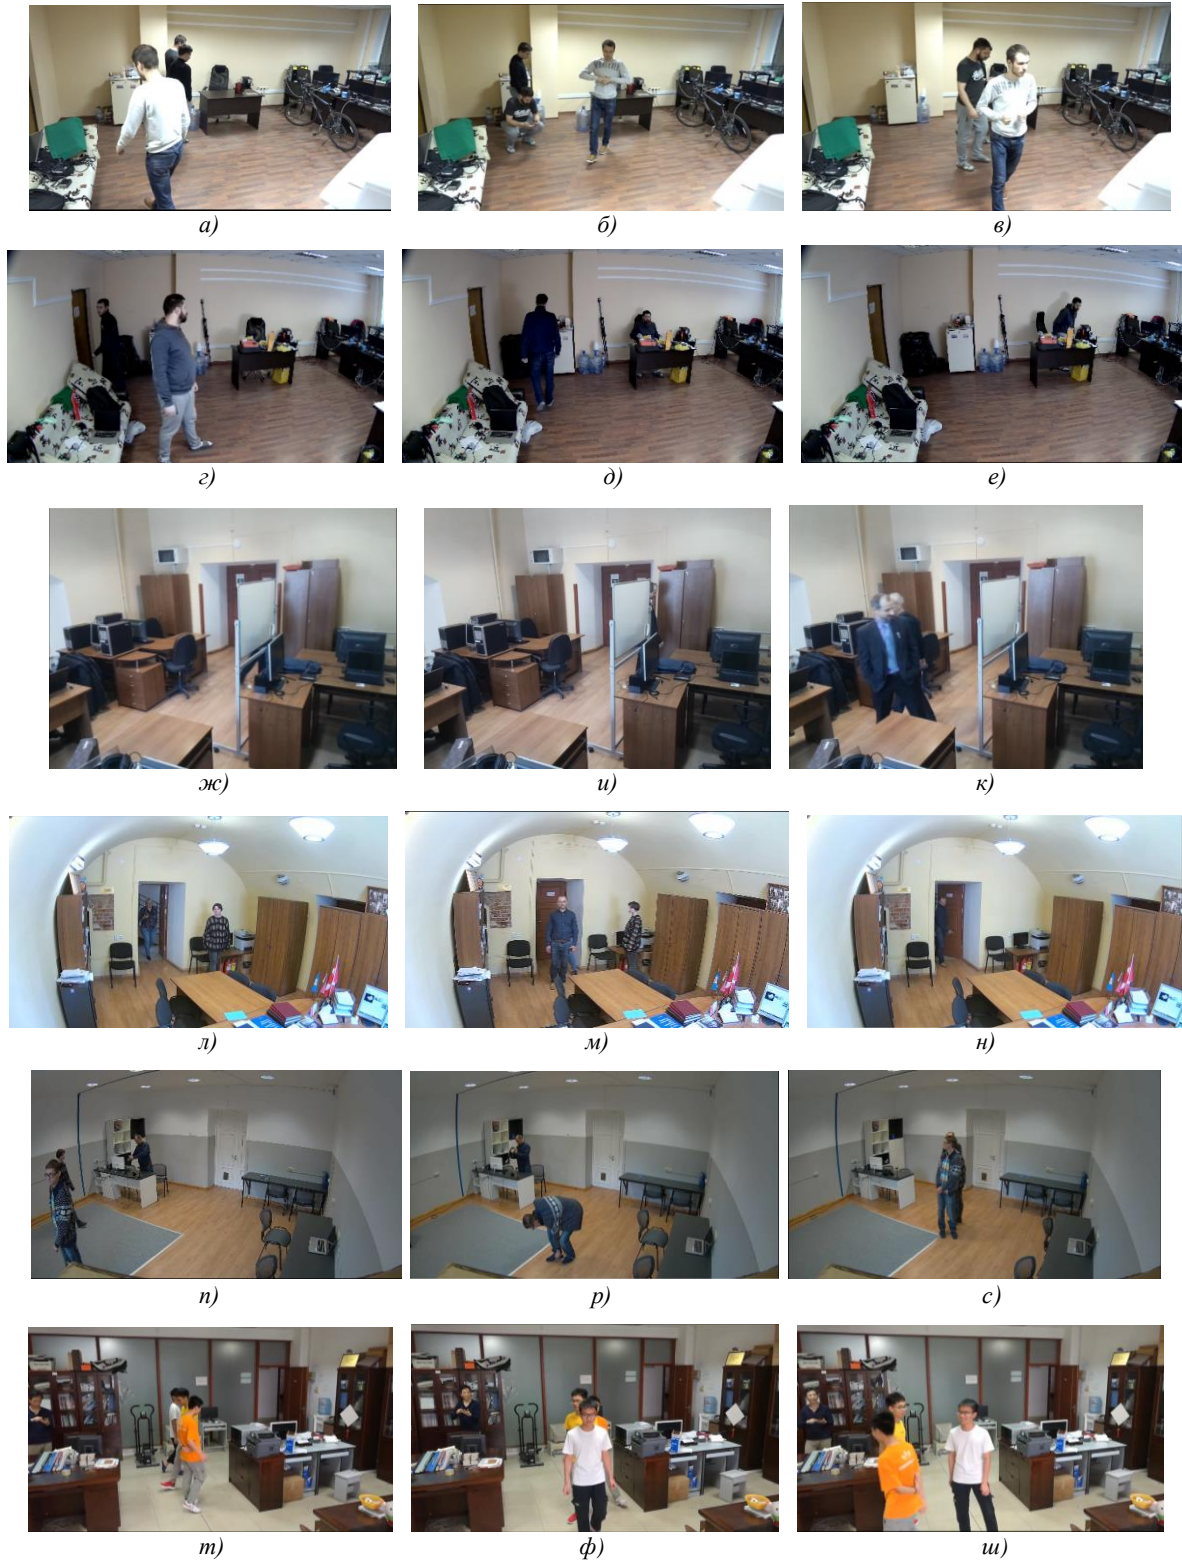 а) б) в)
г) д) е)
ж) и) к)
л) м) н)
п) р) с)
т) ф) ш)